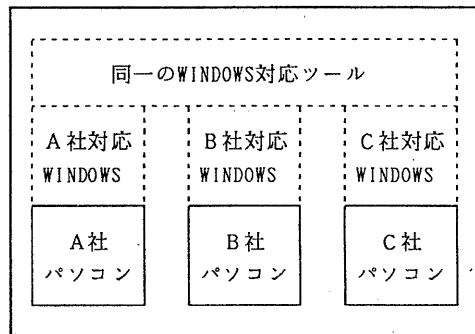 同一のWINDOWS対応ツール
A社対応 B社対応 C社対応
WINDOWS WINDOWS WINDOWS
A社 B社 C社
パソコン パソコン パソコン